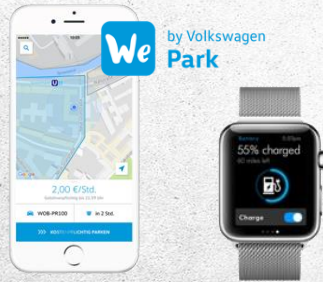 We
by Volkswagen
Park
2,00 €/Std.
WOB-PR100
in 2 Std.
Battery
55% charged
60 miles left
Charge